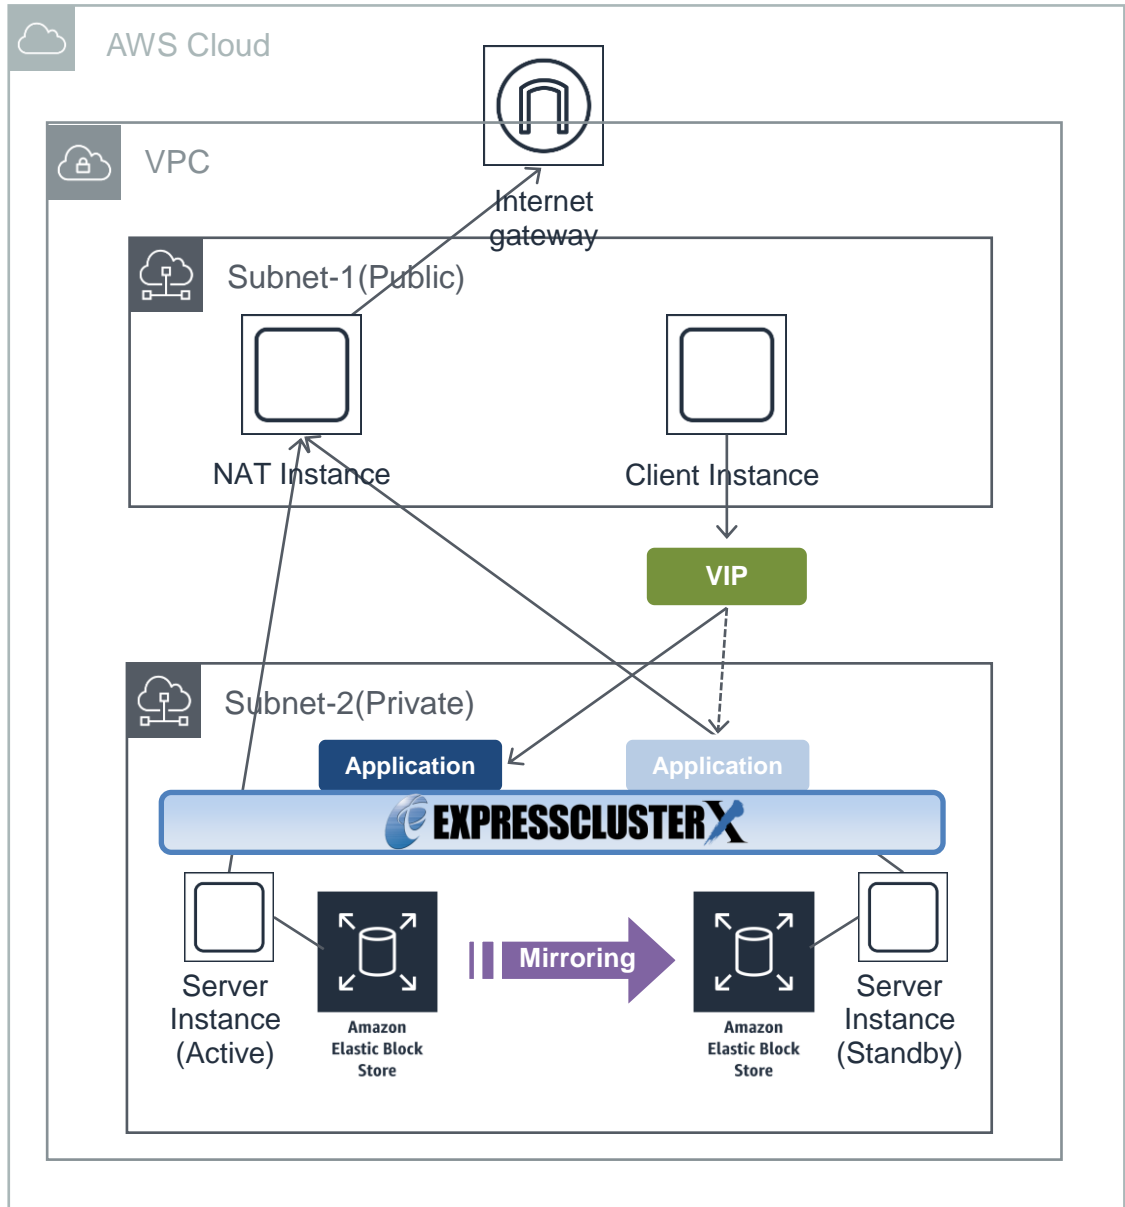 AWS Cloud
VPC
Internet
gateway
Subnet-1(Public)
NAT Instance
Client Instance
VIP
Subnet-2(Private)
Application
Application
EXPRESSCLUSTER X
Mirroring
Server
Instance
(Active)
Amazon
Elastic Block
Store
Amazon
Elastic Block
Store
Server
Instance
(Standby)